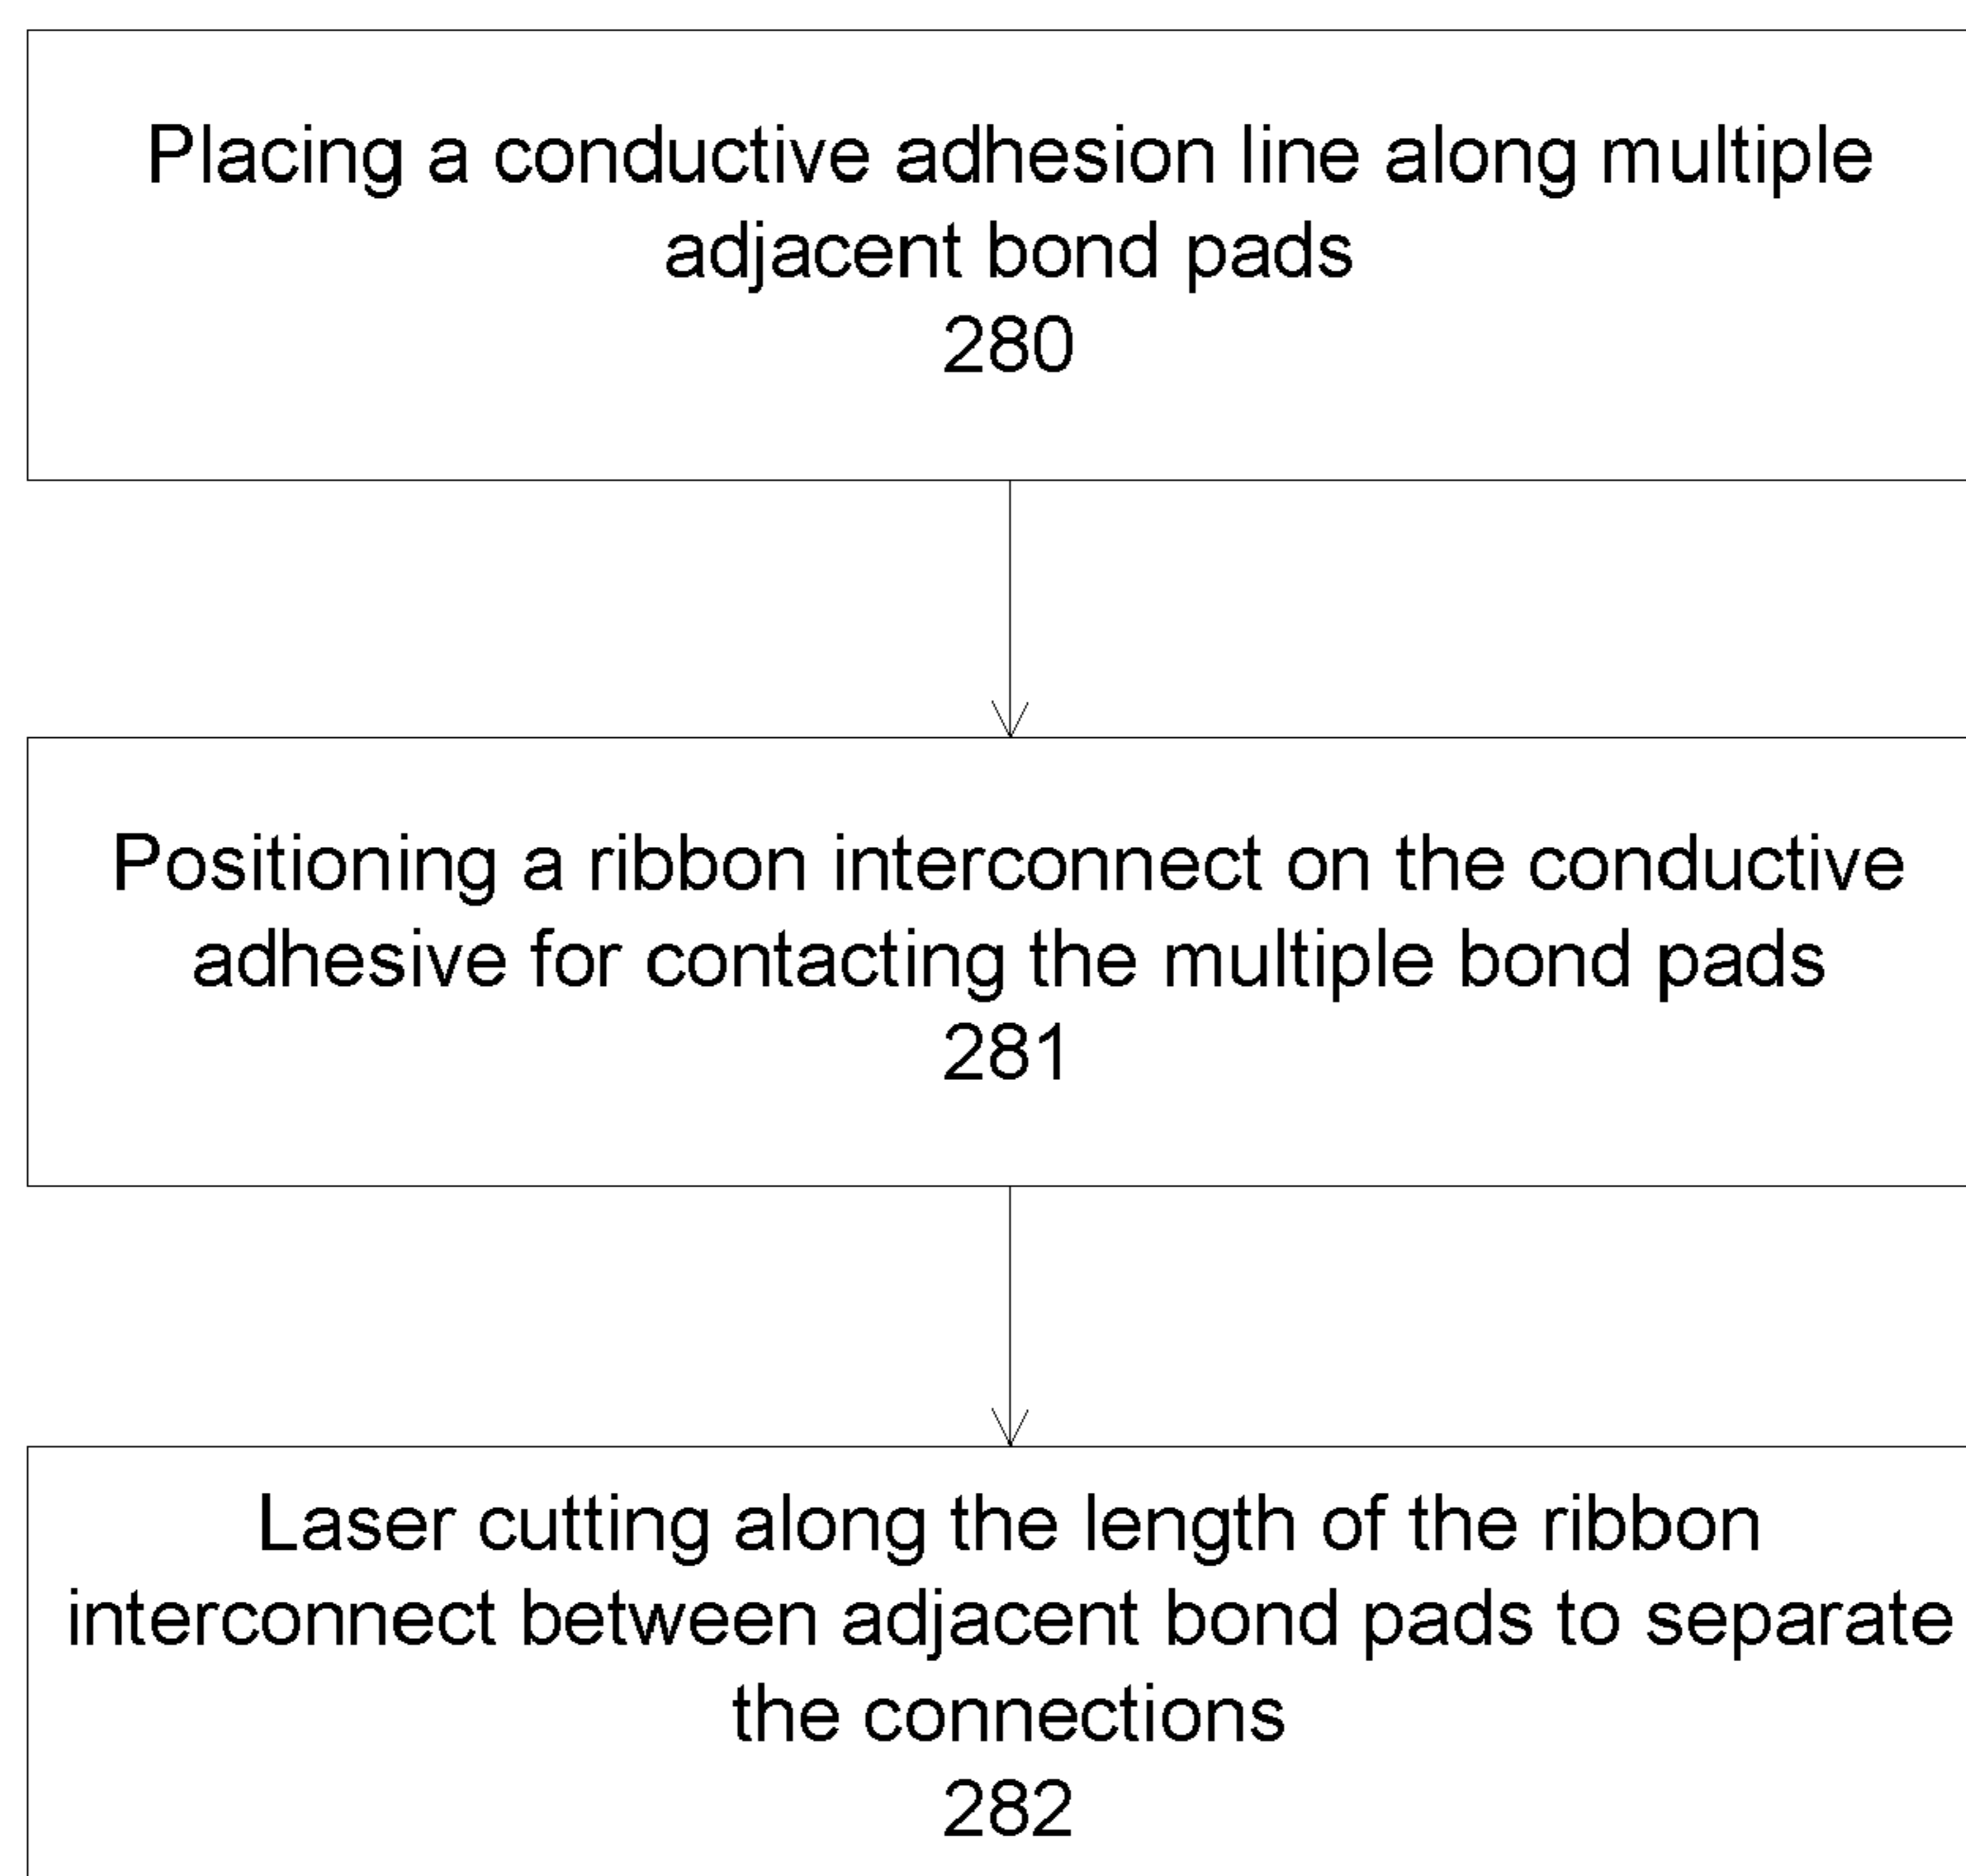 Placing a conductive adhesion line along multiple
adjacent bond pads
280
Positioning a ribbon interconnect on the conductive
adhesive for contacting the multiple bond pads
281
Laser cutting along the length of the ribbon
interconnect between adjacent bond pads to separate
the connections
282